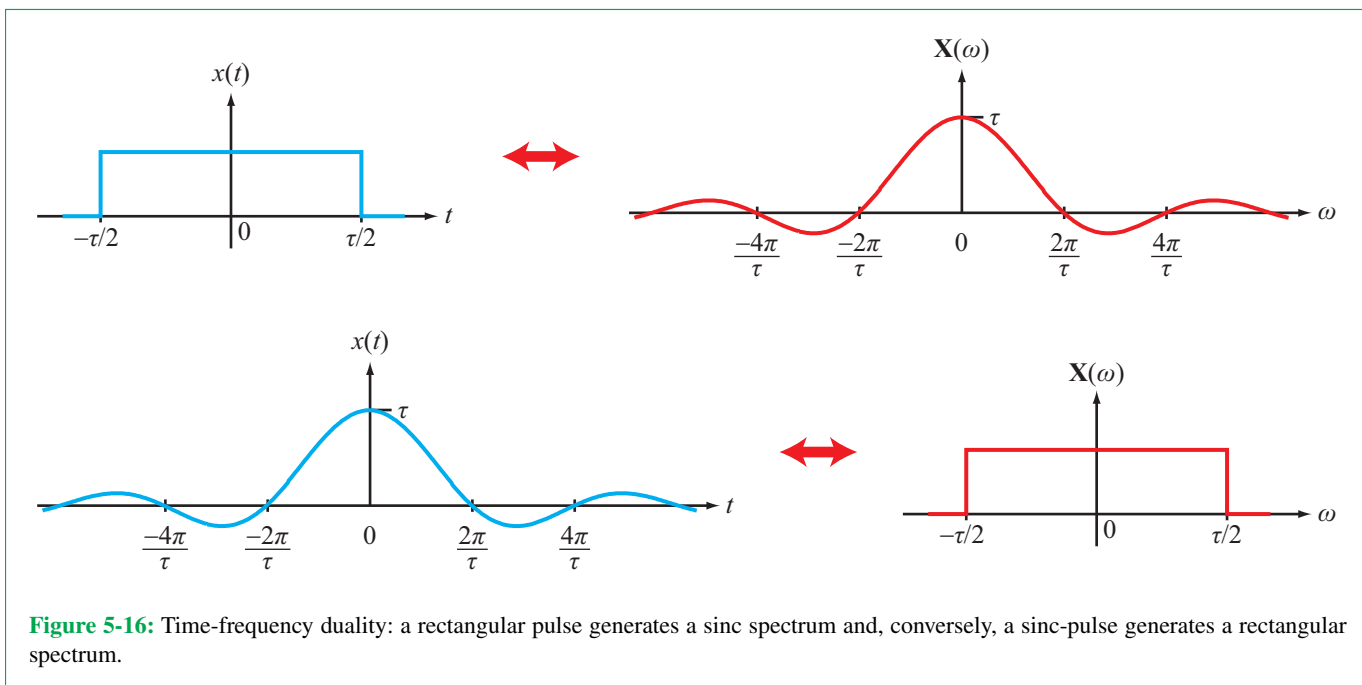 x(t)
X(ω)
τ
t
−τ/2
0
τ/2
ω
−4π/τ
−2π/τ
0
2π/τ
4π/τ
x(t)
τ
X(ω)
t
−4π/τ
−2π/τ
0
2π/τ
4π/τ
ω
−τ/2
0
τ/2
Figure 5-16: Time-frequency duality: a rectangular pulse generates a sinc spectrum and, conversely, a sinc-pulse generates a rectangular
spectrum.